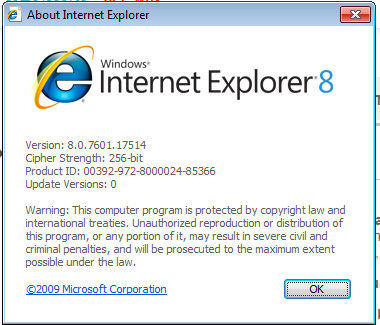 About Internet Explorer
Windows®
Internet Explorer 8
Version: 8.0.7601.17514
Cipher Strength: 256-bit
Product ID: 00392-972-8000024-85366
Update Versions: 0
Warning: This computer program is protected by copyright law and
international treaties. Unauthorized reproduction or distribution of
this program, or any portion of it, may result in severe civil and
criminal penalties, and will be prosecuted to the maximum extent
possible under the law.
©2009 Microsoft Corporation
OK